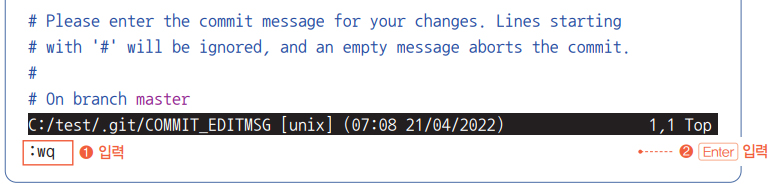 # Please enter the commit message for your changes. Lines starting
# with '#' will be ignored, and an empty message aborts the commit.
#
# On branch master
C:/test/.git/COMMIT_EDITMSG [unix] (07:08 21/04/2022) 1,1 Top
:wq ❶ 입력 ❷ Enter 입력